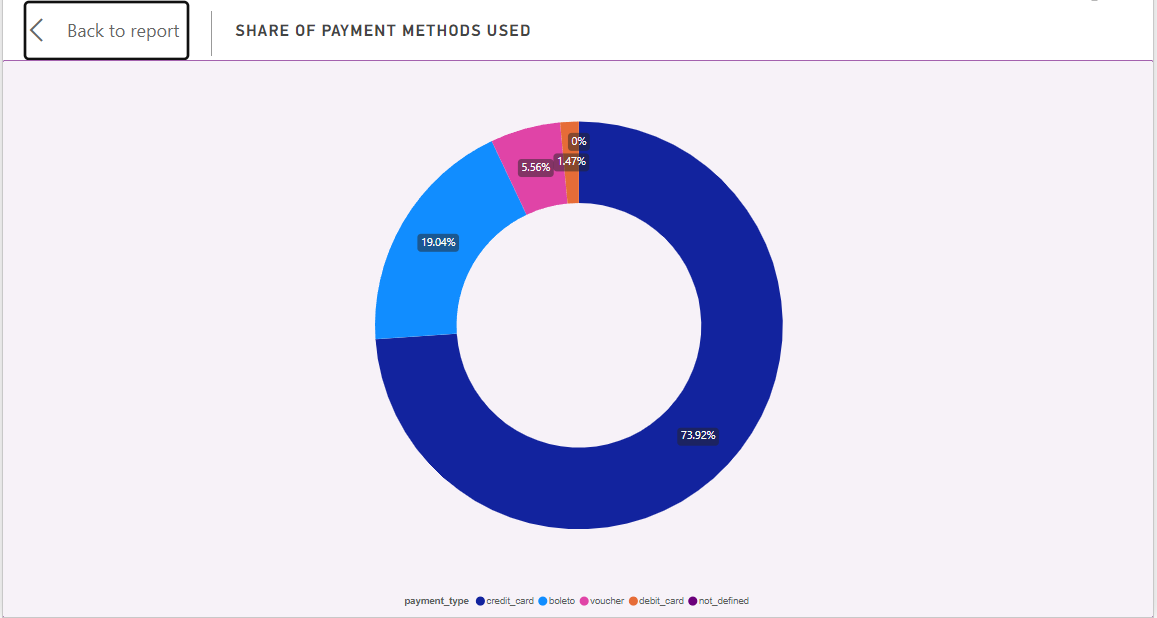 Back to report
SHARE OF PAYMENT METHODS USED
0%
5.56%
1.47%
19.04%
73.92%
payment_type credit_card boleto voucher debit_card not_defined